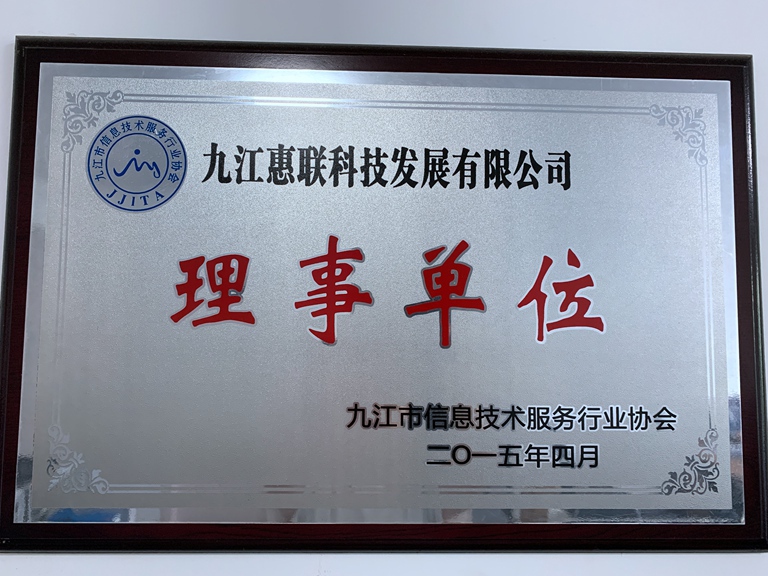 九江市信息技术服务行业协会
JJITA
九江惠联科技发展有限公司
理事单位
九江市信息技术服务行业协会
二〇一五年四月